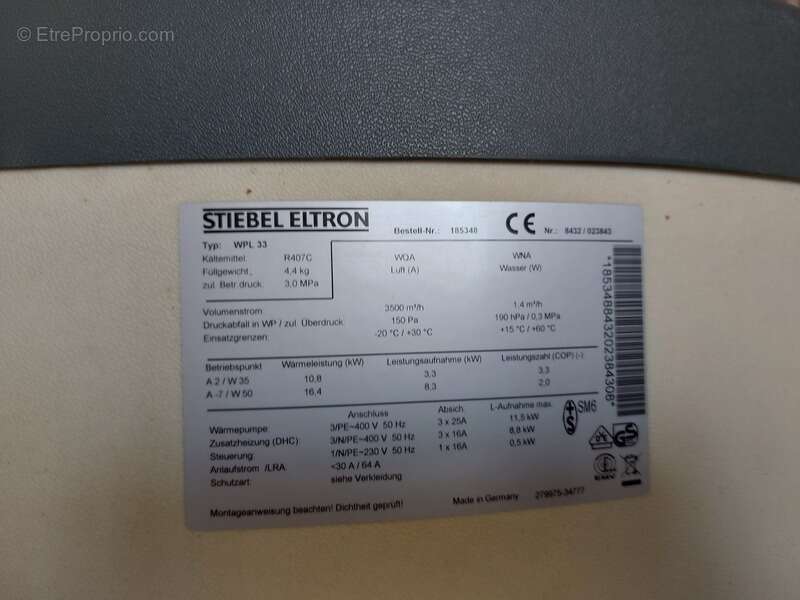 © EtreProprio.com
STIEBEL ELTRON Bestell-Nr.: 185348 CE Nr.: 8432 / 023843
Typ: WPL 33
Kältemittel: R407C WQA WNA
Füllgewicht, 4,4 kg Luft (A) Wasser (W)
zul. Betr druck. 3,0 MPa
Volumenstrom 3500 m³/h 1,4 m³/h
Druckabfall in WP / zul. Überdruck 150 Pa 190 hPa / 0,3 MPa
Einsatzgrenzen: -20 °C / +30 °C +15 °C / +60 °C
Betriebspunkt Wärmeleistung (kW) Leistungsaufnahme (kW) Leistungszahl (COP) (-):
A 2 / W 35 10,8 3,3 3,3
A -7 / W 50 16,4 8,3 2,0
Anschluss Absich. L-Aufnahme max.
Wärmepumpe: 3/PE~400 V 50 Hz 3 x 25A 11,5 kW
Zusatzheizung (DHC): 3/N/PE~400 V 50 Hz 3 x 16A 8,8 kW
Steuerung: 1/N/PE~230 V 50 Hz 1 x 16A 0,5 kW
Anlaufstrom /LRA: <30 A / 64 A
Schutzart: siehe Verkleidung
Montageanweisung beachten! Dichtheit geprüft! Made in Germany 279975-34777
*185348843202384308*
SM6